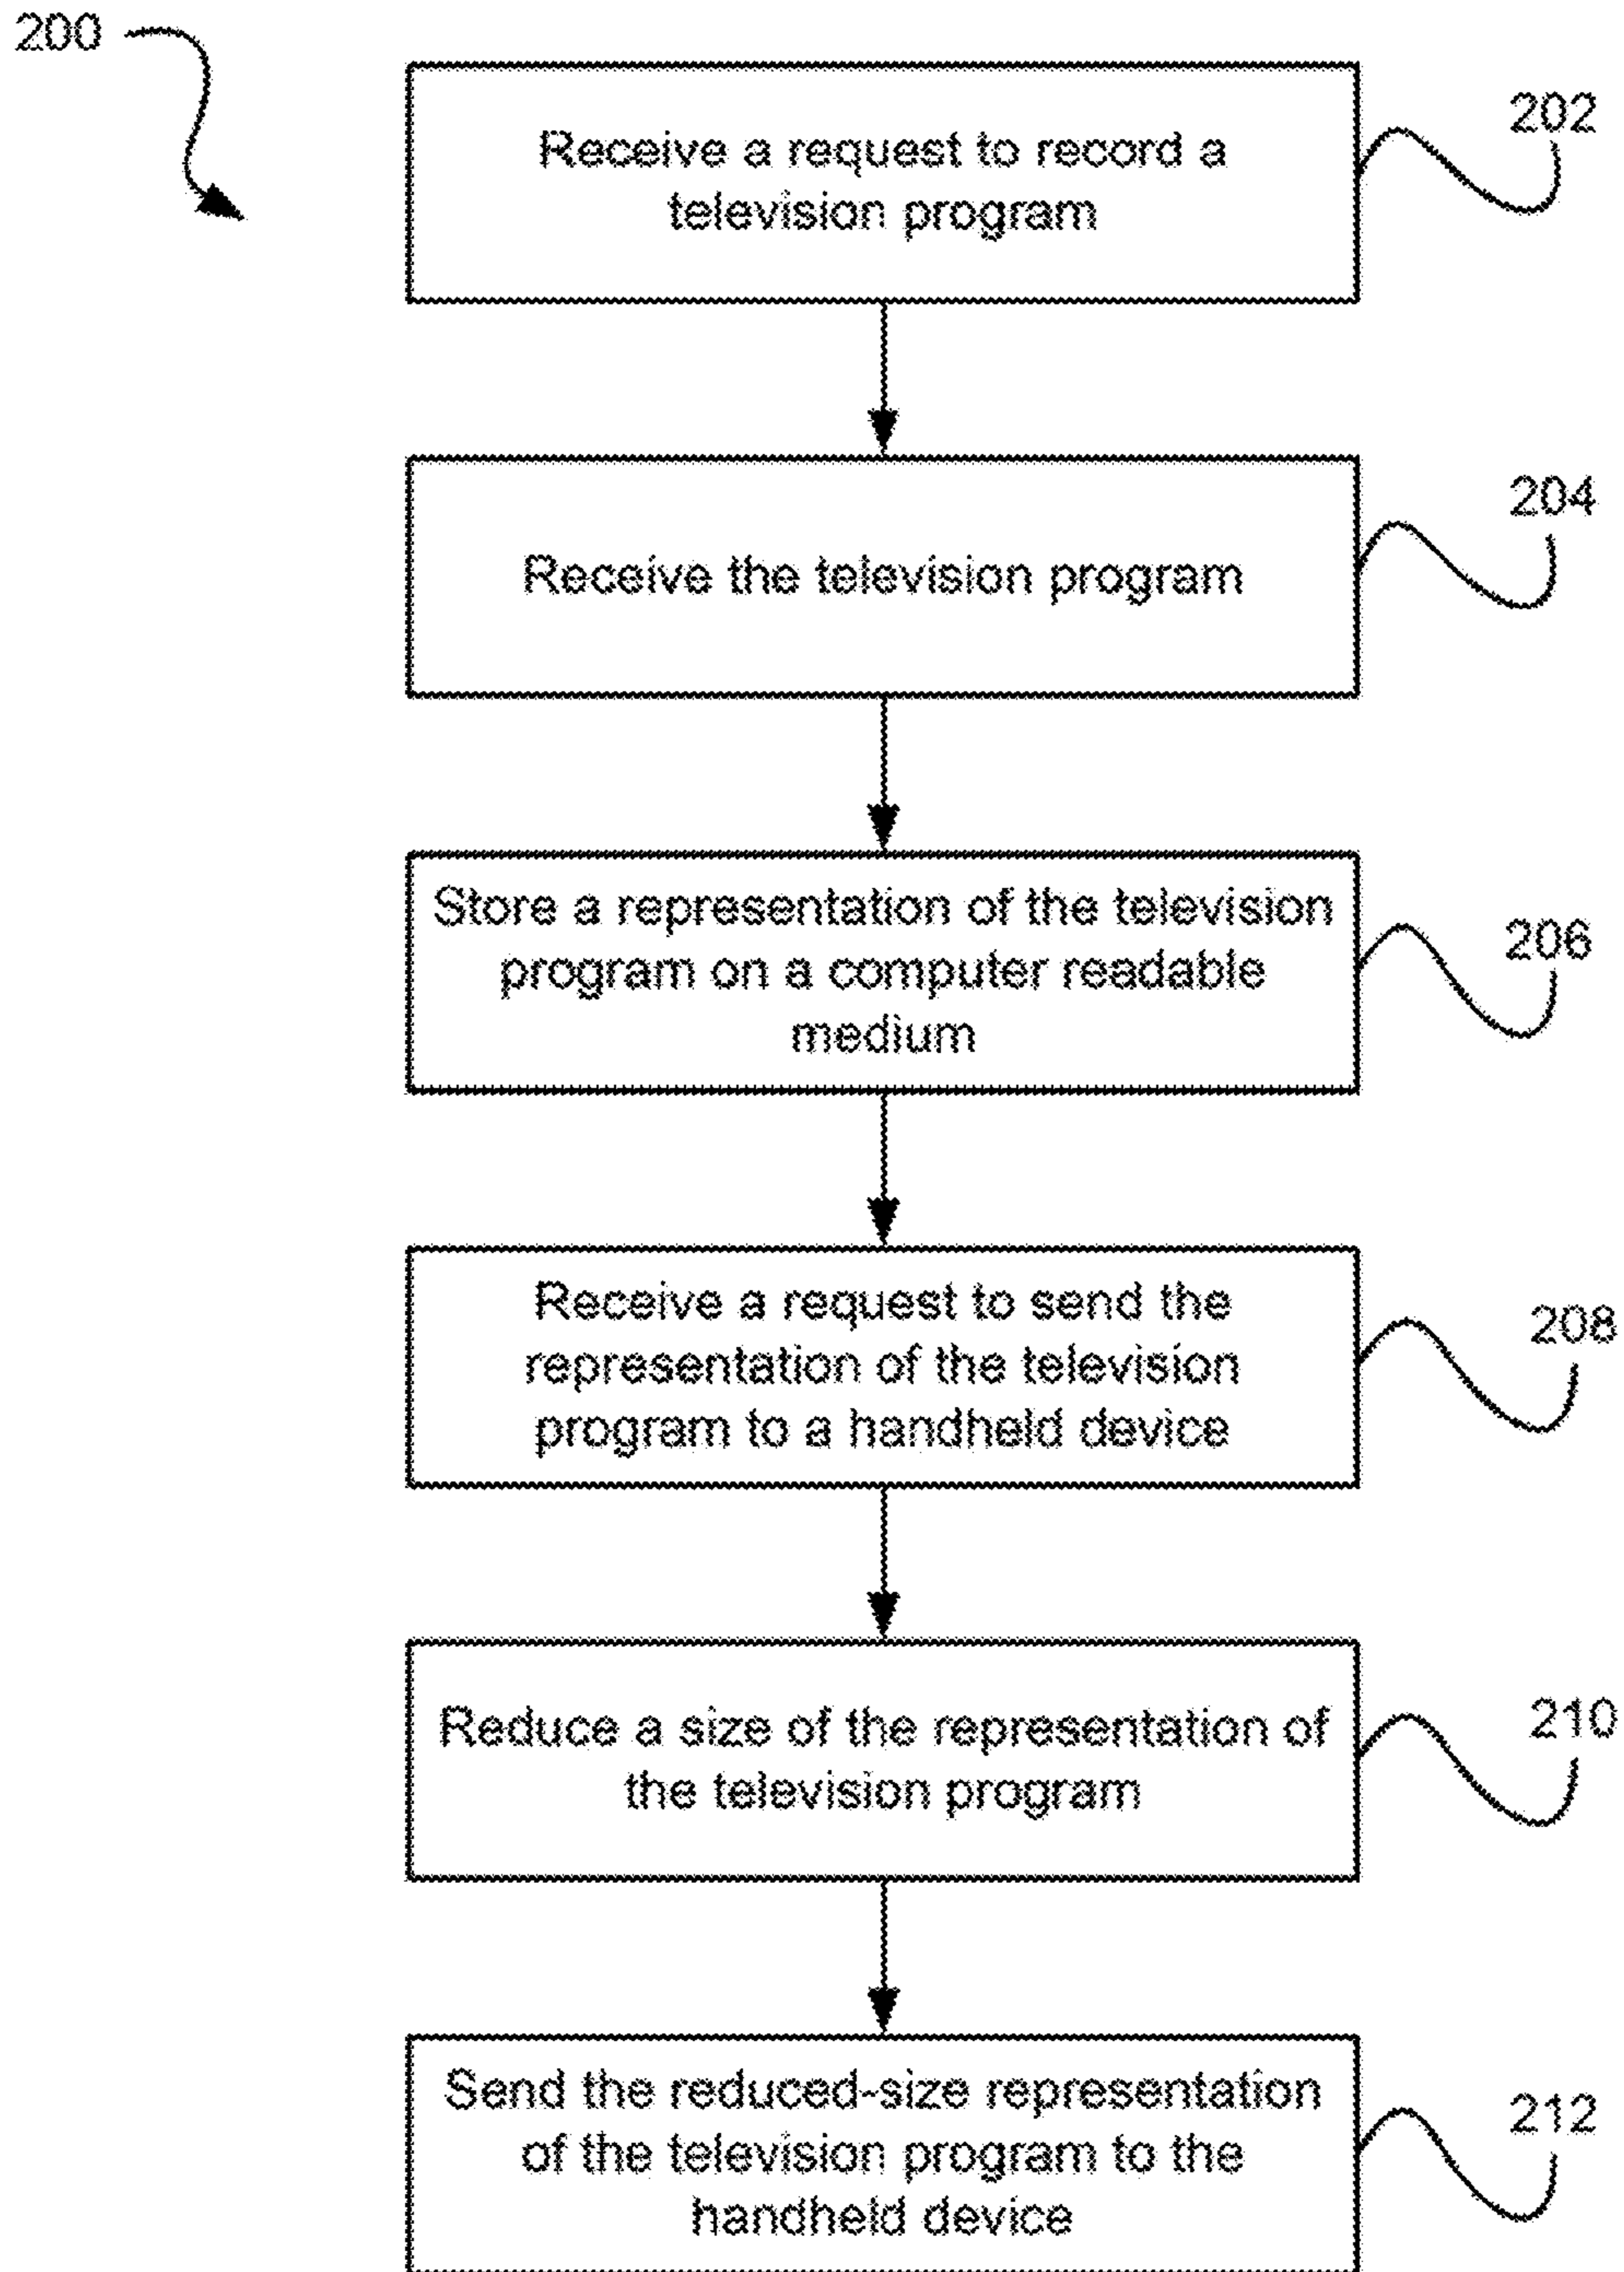 200
Receive a request to record a
television program
202
Receive the television program
204
Store a representation of the television
program on a computer readable
medium
206
Receive a request to send the
representation of the television
program to a handheld device
208
Reduce a size of the representation of
the television program
210
Send the reduced-size representation
of the television program to the
handheld device
212